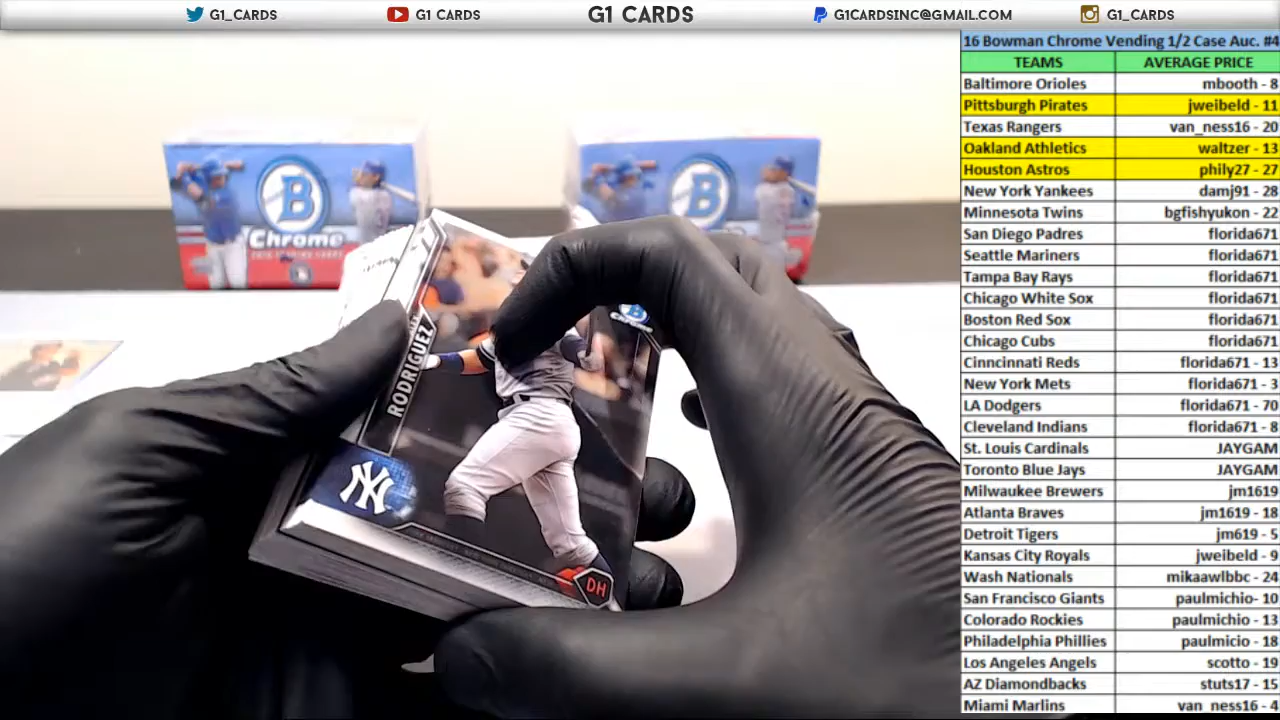 G1_CARDS
G1 CARDS
G1 CARDS
G1CARDSINC@GMAIL.COM
G1_CARDS
16 Bowman Chrome Vending 1/2 Case Auc. #4
TEAMS AVERAGE PRICE
Baltimore Orioles mbooth - 8
Pittsburgh Pirates jweibeld - 11
Texas Rangers van_ness16 - 20
Oakland Athletics waltzer - 13
Houston Astros phily27 - 27
New York Yankees damj91 - 28
Minnesota Twins bgfishyukon - 22
San Diego Padres florida671
Seattle Mariners florida671
Tampa Bay Rays florida671
Chicago White Sox florida671
Boston Red Sox florida671
Chicago Cubs florida671
Cinncinnati Reds florida671 - 13
New York Mets florida671 - 3
LA Dodgers florida671 - 70
Cleveland Indians florida671 - 8
St. Louis Cardinals JAYGAM
Toronto Blue Jays JAYGAM
Milwaukee Brewers jm1619
Atlanta Braves jm1619 - 18
Detroit Tigers jm619 - 5
Kansas City Royals jweibeld - 9
Wash Nationals mikaawlbbc - 24
San Francisco Giants paulmichio- 10
Colorado Rockies paulmichio - 13
Philadelphia Phillies paulmicio - 18
Los Angeles Angels scotto - 19
AZ Diamondbacks stuts17 - 15
Miami Marlins van_ness16 - 4
B
Chrome
B
Chrome
RODRIGUEZ
NY
DH